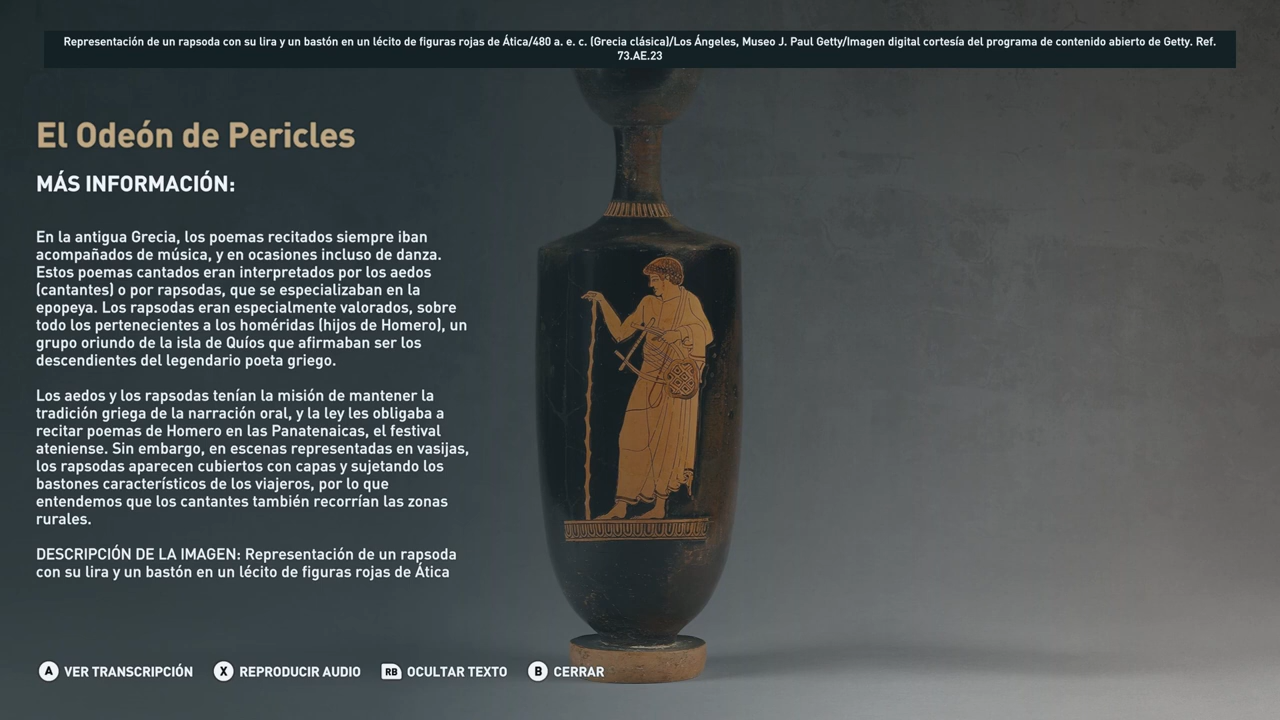 Representación de un rapsoda con su lira y un bastón en un lécito de figuras rojas de Ática/480 a. e. c. (Grecia clásica)/Los Ángeles, Museo J. Paul Getty/Imagen digital cortesía del programa de contenido abierto de Getty. Ref.
73.AE.23
El Odeón de Pericles
MÁS INFORMACIÓN:
En la antigua Grecia, los poemas recitados siempre iban
acompañados de música, y en ocasiones incluso de danza.
Estos poemas cantados eran interpretados por los aedos
(cantantes) o por rapsodas, que se especializaban en la
epopeya. Los rapsodas eran especialmente valorados, sobre
todo los pertenecientes a los homéridas (hijos de Homero), un
grupo oriundo de la isla de Quíos que afirmaban ser los
descendientes del legendario poeta griego.
Los aedos y los rapsodas tenían la misión de mantener la
tradición griega de la narración oral, y la ley les obligaba a
recitar poemas de Homero en las Panatenaicas, el festival
ateniense. Sin embargo, en escenas representadas en vasijas,
los rapsodas aparecen cubiertos con capas y sujetando los
bastones característicos de los viajeros, por lo que
entendemos que los cantantes también recorrían las zonas
rurales.
DESCRIPCIÓN DE LA IMAGEN: Representación de un rapsoda
con su lira y un bastón en un lécito de figuras rojas de Ática
A VER TRANSCRIPCIÓN X REPRODUCIR AUDIO RB OCULTAR TEXTO B CERRAR